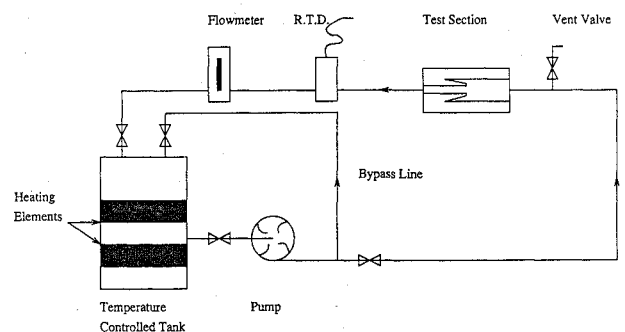 Flowmeter
R.T.D.
Test Section
Vent Valve
Bypass Line
Heating
Elements
Temperature
Controlled Tank
Pump